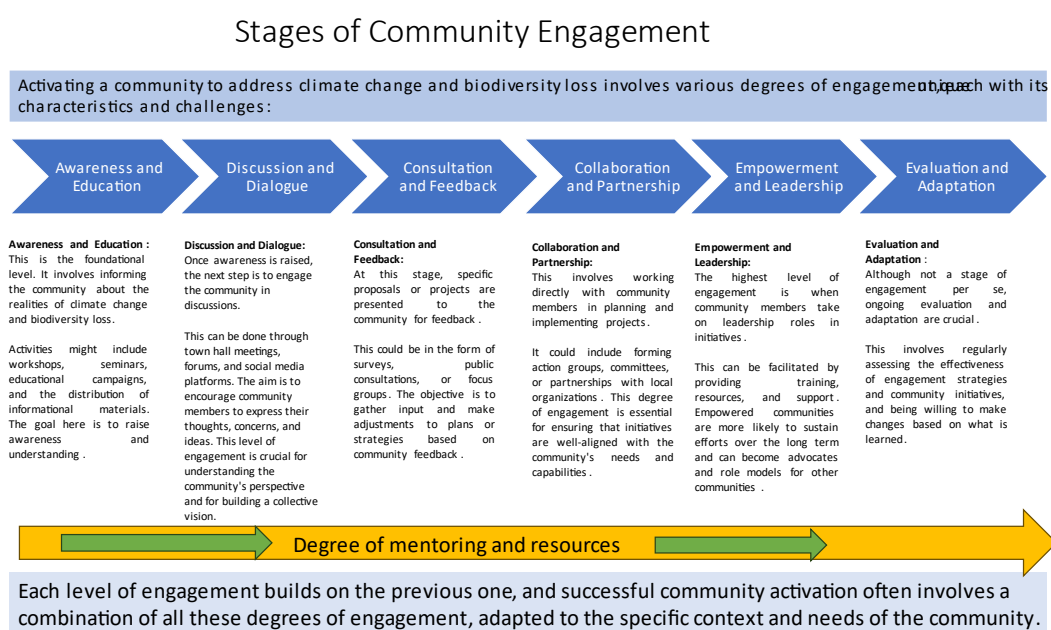 Stages of Community Engagement
Activating a community to address climate change and biodiversity loss involves various degrees of engagement, each with its unique
characteristics and challenges:
Awareness and
Education
Discussion and
Dialogue
Consultation
and Feedback
Collaboration
and Partnership
Empowerment
and Leadership
Evaluation and
Adaptation
Awareness and Education :
This is the foundational
level. It involves informing
the community about the
realities of climate change
and biodiversity loss.
Activities might include
workshops, seminars,
educational campaigns,
and the distribution of
informational materials.
The goal here is to raise
awareness and
understanding .
Discussion and Dialogue:
Once awareness is raised,
the next step is to engage
the community in
discussions.
This can be done through
town hall meetings,
forums, and social media
platforms. The aim is to
encourage community
members to express their
thoughts, concerns, and
ideas. This level of
engagement is crucial for
understanding the
community's perspective
and for building a collective
vision.
Consultation and
Feedback:
At this stage, specific
proposals or projects are
presented to the
community for feedback .
This could be in the form of
surveys, public
consultations, or focus
groups. The objective is to
gather input and make
adjustments to plans or
strategies based on
community feedback .
Collaboration and
Partnership:
This involves working
directly with community
members in planning and
implementing projects.
It could include forming
action groups, committees,
or partnerships with local
organizations . This degree
of engagement is essential
for ensuring that initiatives
are well-aligned with the
community's needs and
capabilities .
Empowerment and
Leadership:
The highest level of
engagement is when
community members take
on leadership roles in
initiatives .
This can be facilitated by
providing training,
resources, and support.
Empowered communities
are more likely to sustain
efforts over the long term
and can become advocates
and role models for other
communities .
Evaluation and
Adaptation :
Although not a stage of
engagement per se,
ongoing evaluation and
adaptation are crucial .
This involves regularly
assessing the effectiveness
of engagement strategies
and community initiatives,
and being willing to make
changes based on what is
learned.
Degree of mentoring and resources
Each level of engagement builds on the previous one, and successful community activation often involves a
combination of all these degrees of engagement, adapted to the specific context and needs of the community.